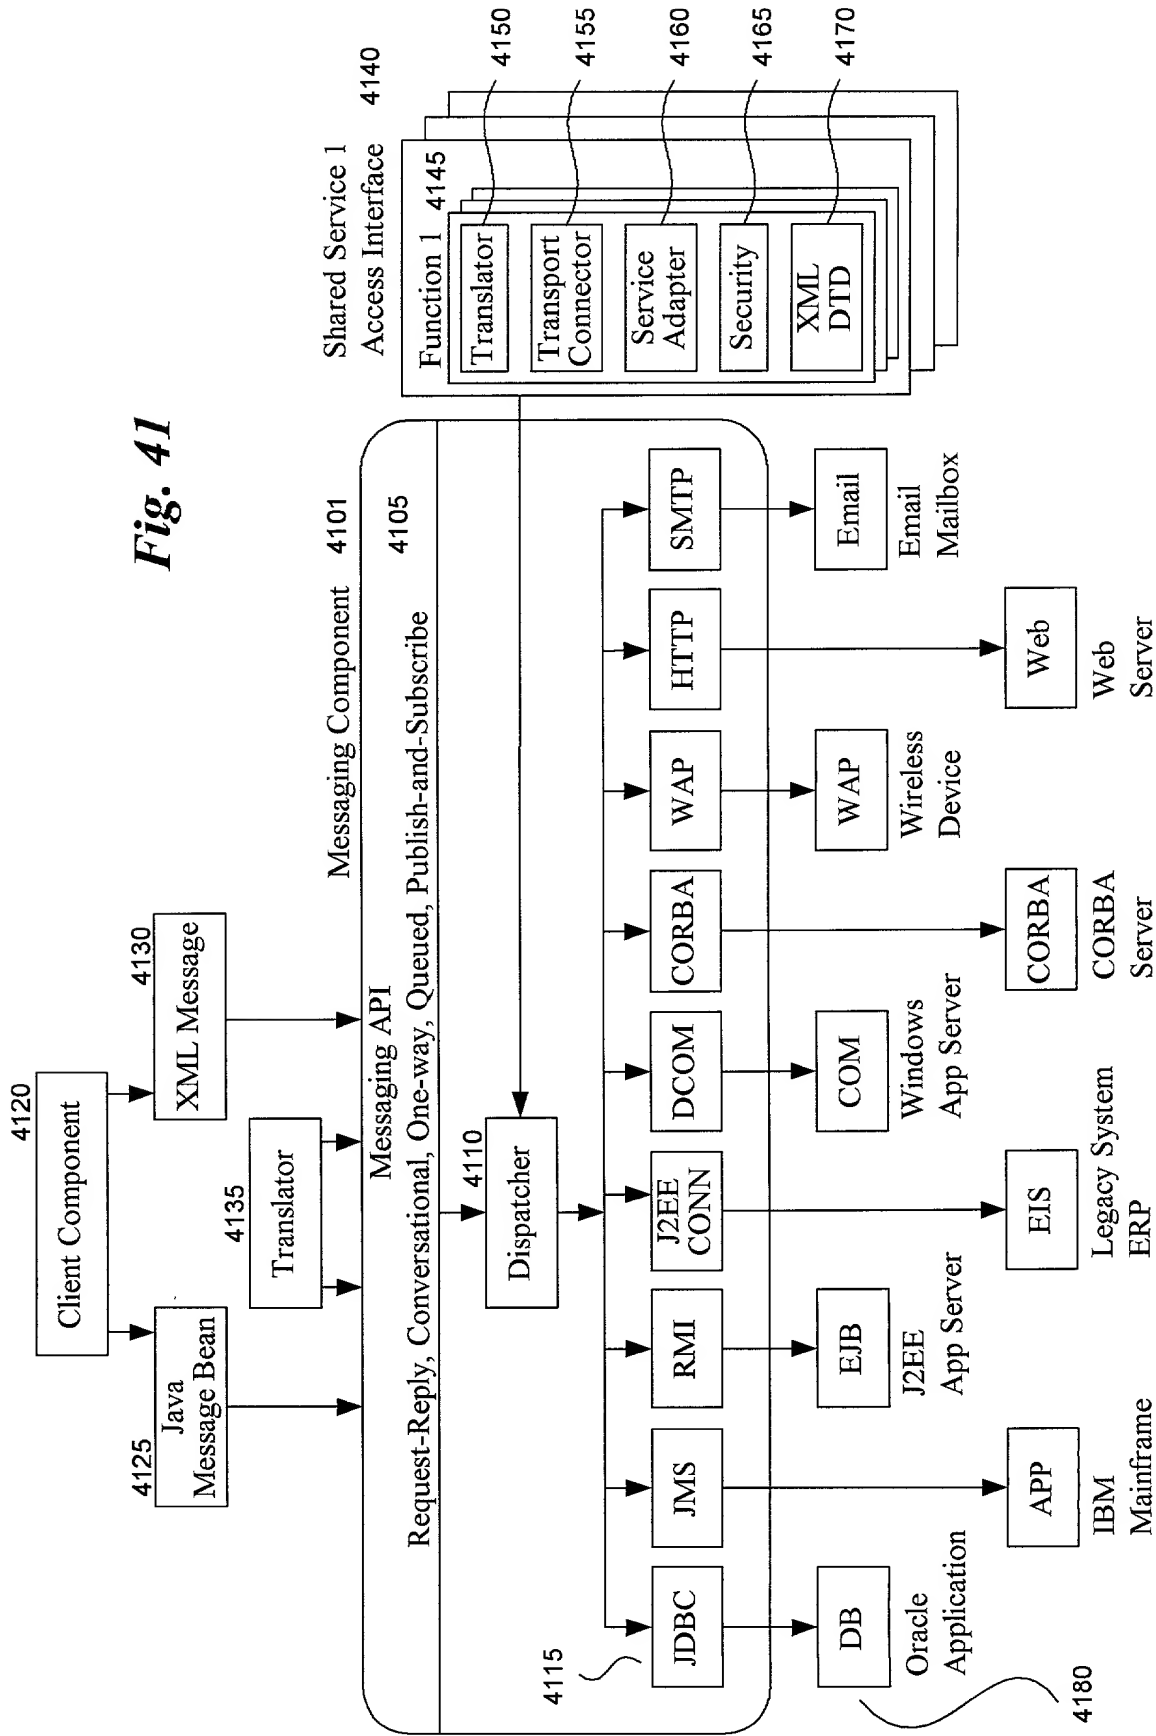 Fig. 41
4120
Client Component
4125
Java
Message Bean
4130
XML Message
4135
Translator
Messaging Component 4101
Messaging API 4105
Request-Reply, Conversational, One-way, Queued, Publish-and-Subscribe
4110
Dispatcher
4115
JDBC
JMS
RMI
J2EE
CONN
DCOM
CORBA
WAP
HTTP
SMTP
DB
Oracle
Application
APP
IBM
Mainframe
EJB
J2EE
App Server
EIS
Legacy System
ERP
COM
Windows
App Server
CORBA
CORBA
Server
WAP
Wireless
Device
Web
Web
Server
Email
Email
Mailbox
4180
Shared Service 1
Access Interface 4140
Function 1 4145
Translator
Transport
Connector
Service
Adapter
Security
XML
DTD
4150
4155
4160
4165
4170